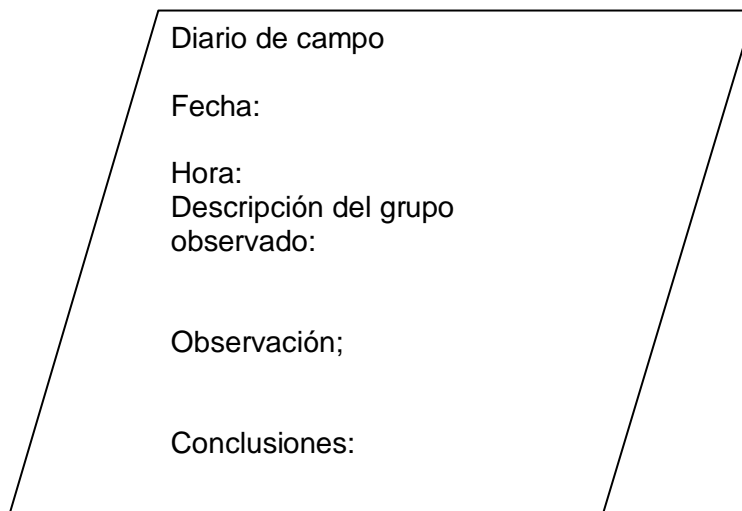 Diario de campo
Fecha:
Hora:
Descripción del grupo
observado:
Observación;
Conclusiones: